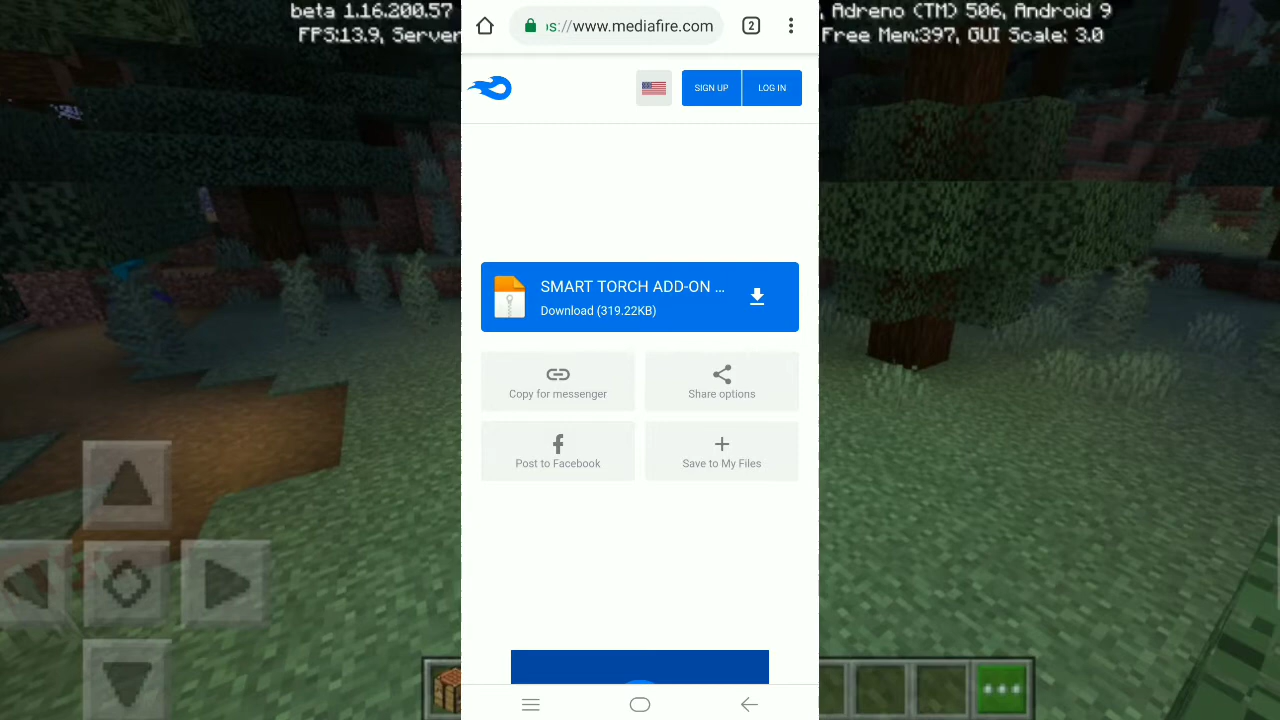 beta 1.16.200.57
, Adreno (TM) 506, Android 9
FPS:13.9, Server
Free Mem:397, GUI Scale: 3.0
s://www.mediafire.com
2
SIGN UP
LOG IN
SMART TORCH ADD-ON ...
Download (319.22KB)
Copy for messenger
Share options
Post to Facebook
Save to My Files